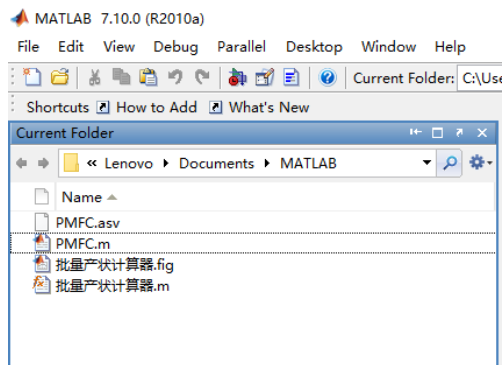 MATLAB 7.10.0 (R2010a)
File Edit View Debug Parallel Desktop Window Help
Current Folder: C:\Use
Shortcuts How to Add What's New
Current Folder
« Lenovo Documents MATLAB
Name
PMFC.asv
PMFC.m
批量产状计算器.fig
批量产状计算器.m